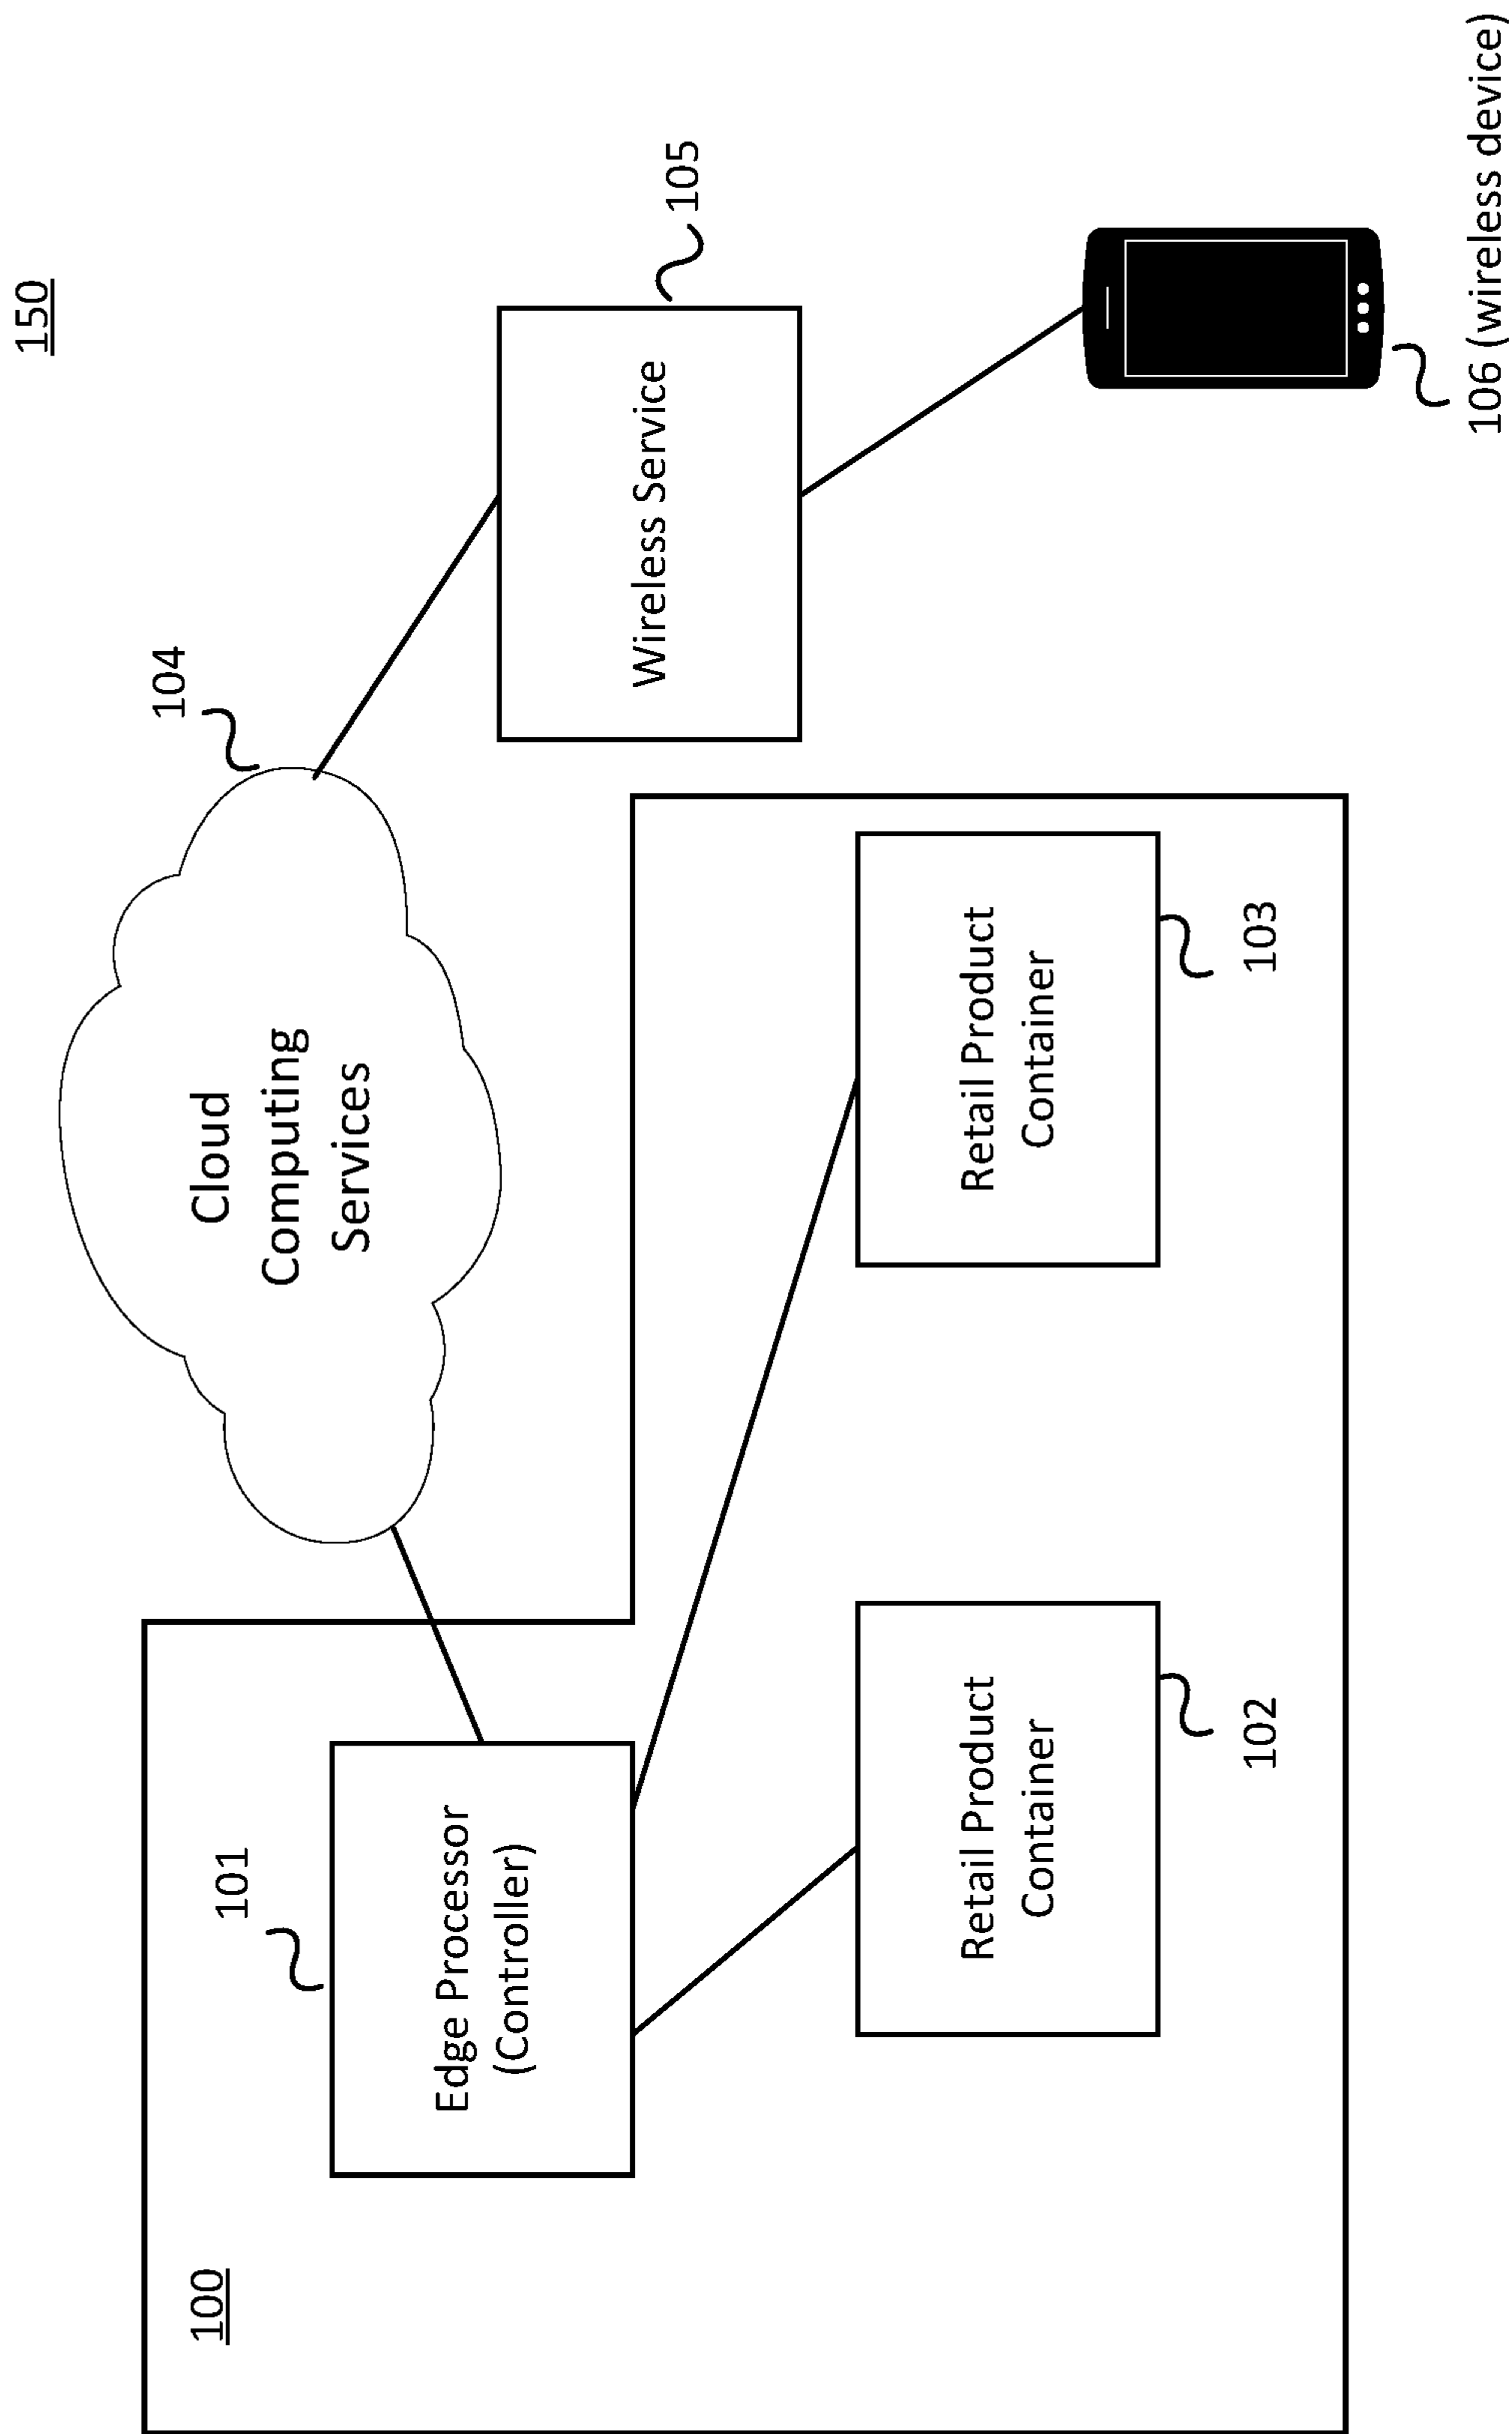 150
104
Cloud
Computing
Services
105
Wireless Service
106 (wireless device)
100
101
Edge Processor
(Controller)
Retail Product
Container
102
Retail Product
Container
103